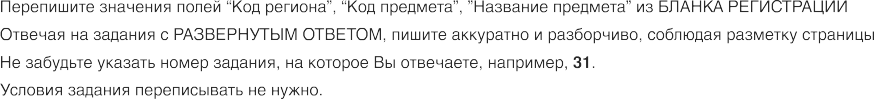 Перепишите значения полей “Код региона”, “Код предмета”, ”Название предмета” из БЛАНКА РЕГИСТРАЦИИ
Отвечая на задания с РАЗВЕРНУТЫМ ОТВЕТОМ, пишите аккуратно и разборчиво, соблюдая разметку страницы
Не забудьте указать номер задания, на которое Вы отвечаете, например, 31.
Условия задания переписывать не нужно.